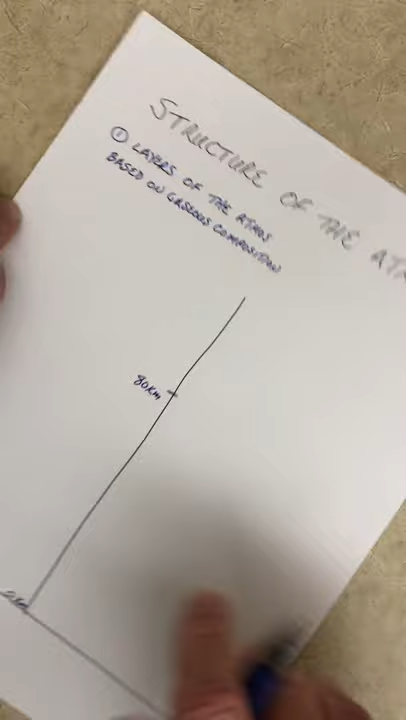 STRUCTURE OF THE ATM
① LAYERS OF THE ATMOS
BASED ON GASEOUS COMPOSITION
80km